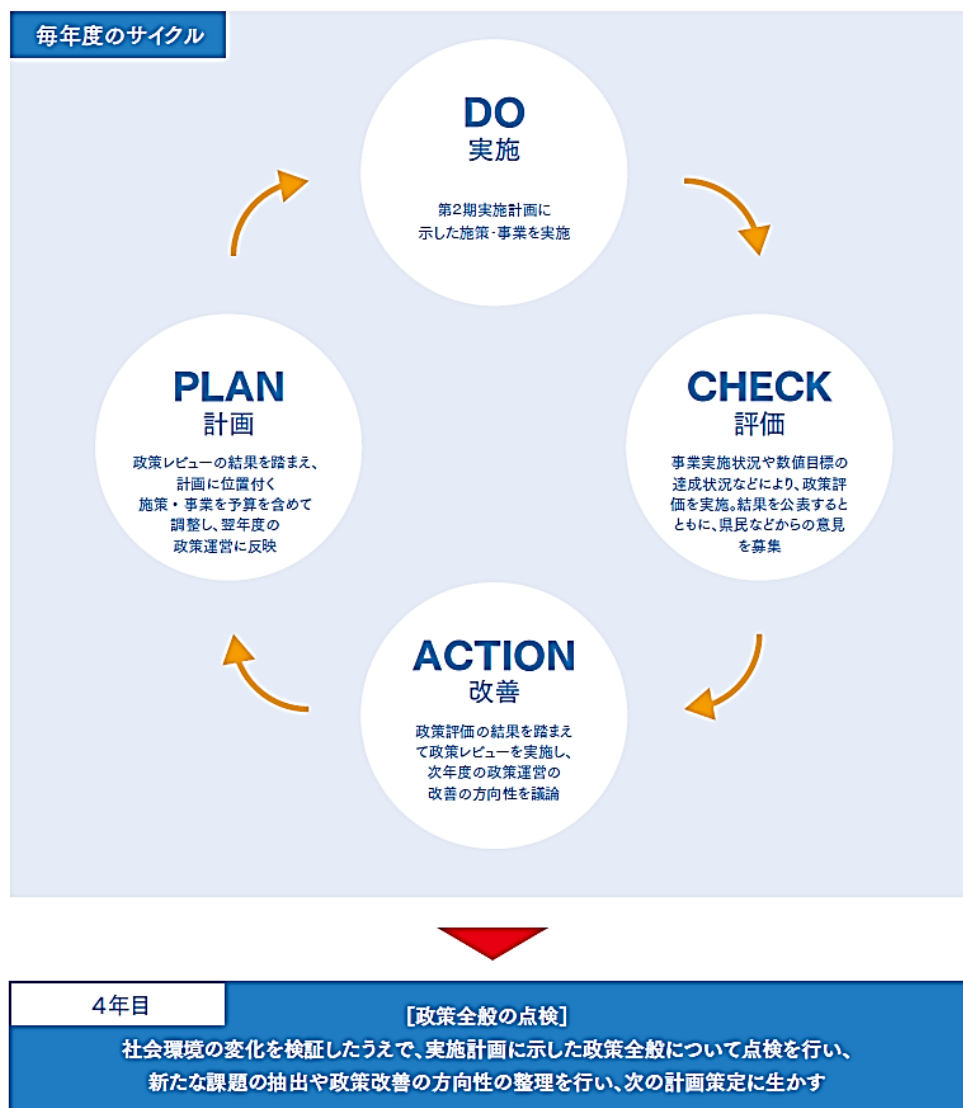 毎年度のサイクル
DO
実施
第2期実施計画に
示した施策・事業を実施
PLAN
計画
政策レビューの結果を踏まえ、
計画に位置付く
施策・事業を予算を含めて
調整し、翌年度の
政策運営に反映
CHECK
評価
事業実施状況や数値目標の
達成状況などにより、政策評
価を実施。結果を公表すると
ともに、県民などからの意見
を募集
ACTION
改善
政策評価の結果を踏まえ
て政策レビューを実施し、
次年度の政策運営の
改善の方向性を議論
4年目
[政策全般の点検]
社会環境の変化を検証したうえで、実施計画に示した政策全般について点検を行い、
新たな課題の抽出や政策改善の方向性の整理を行い、次の計画策定に生かす